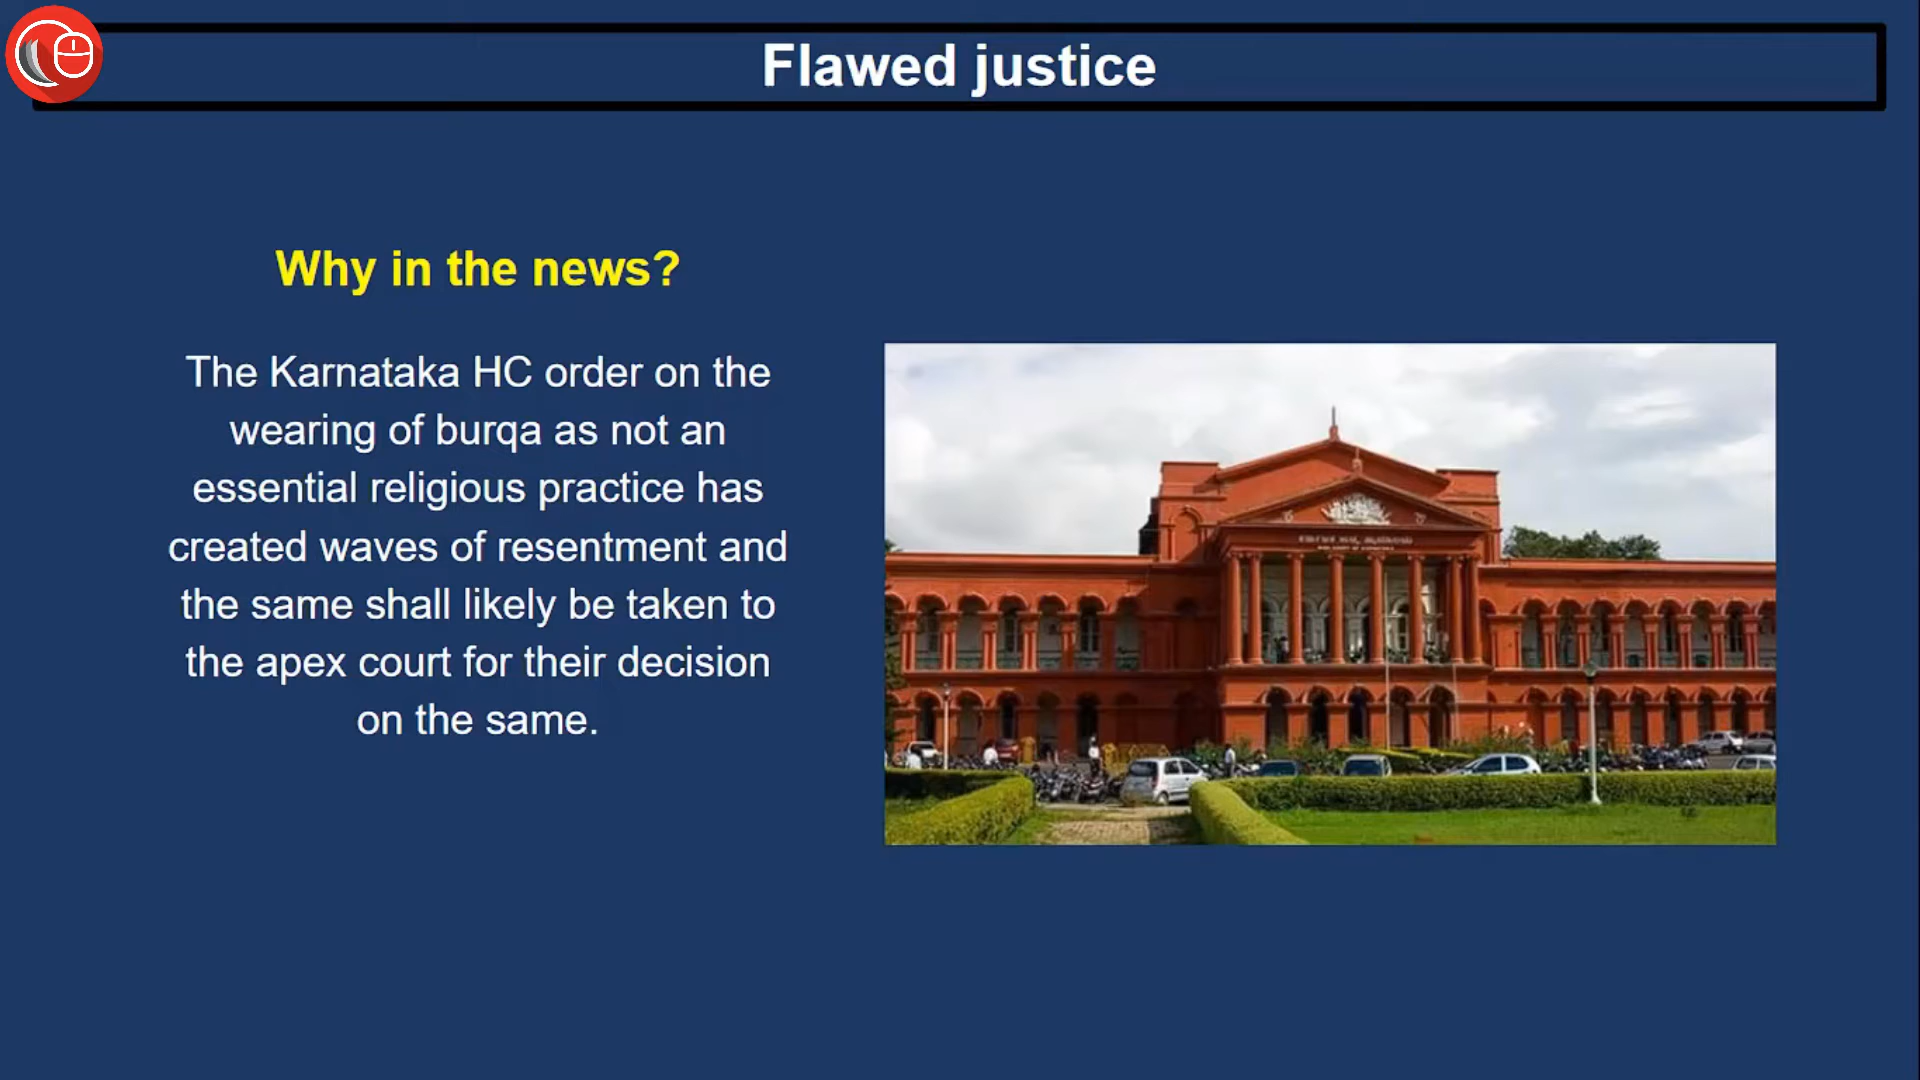 Flawed justice
Why in the news?
The Karnataka HC order on the
wearing of burqa as not an
essential religious practice has
created waves of resentment and
the same shall likely be taken to
the apex court for their decision
on the same.